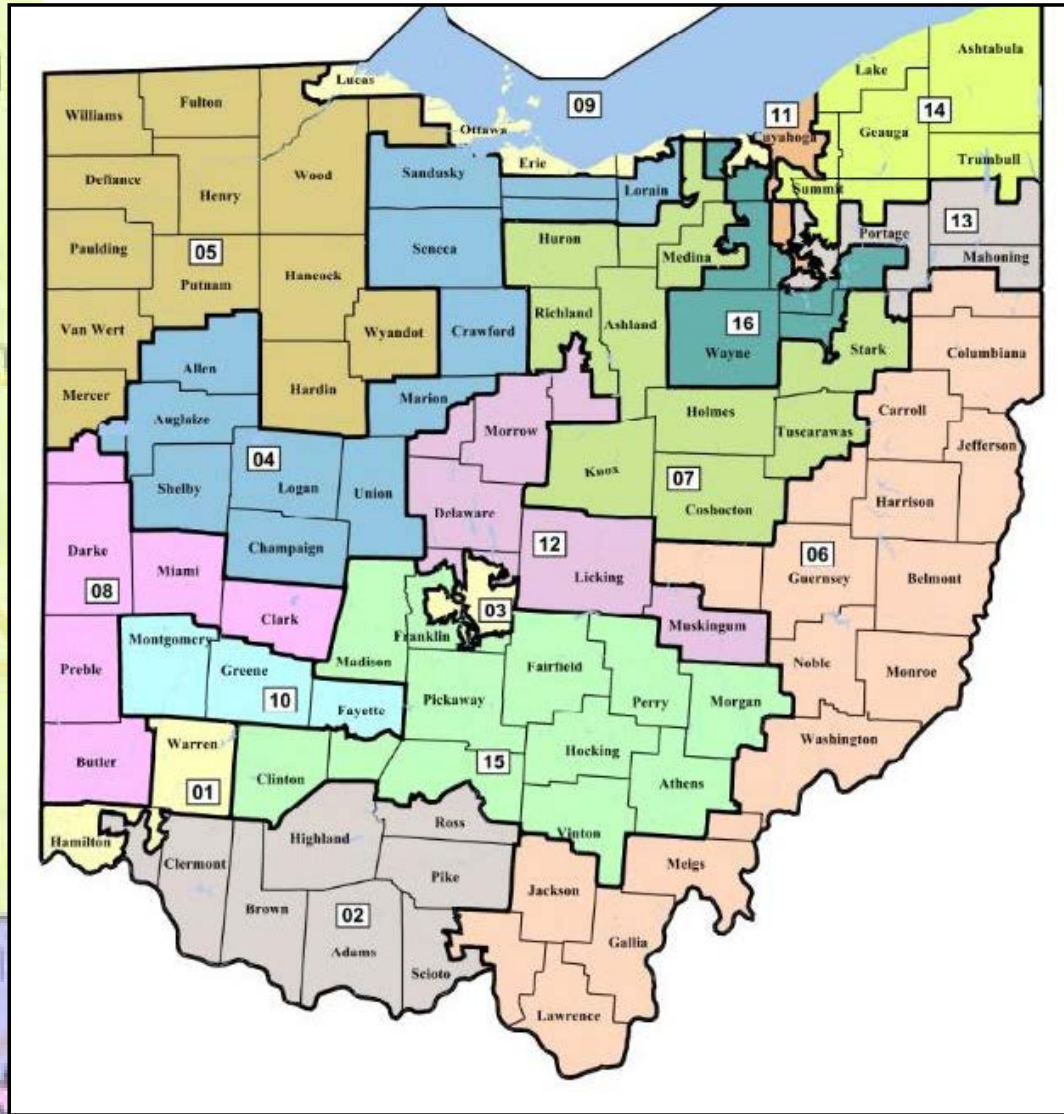 Ashtabula
Lake
Lucas
09
11
14
Fulton
Williams
Cuyahoga
Geauga
Ottawa
Erie
Trumbull
Wood
Sandusky
Defiance
Lorain
Summit
Henry
13
Portage
Huron
Seneca
Paulding
05
Medina
Mahoning
Hancock
Putnam
Richland
Ashland
16
Van Wert
Wyandot
Crawford
Wayne
Stark
Columbiana
Allen
Mercer
Hardin
Marion
Carroll
Auglaize
Holmes
Morrow
Tuscarawas
Jefferson
04
Knox
07
Shelby
Logan
Union
Harrison
Delaware
Coshocton
Darke
Champaign
12
06
Miami
Licking
Guernsey
Belmont
08
03
Clark
Muskingum
Montgomery
Franklin
Madison
Fairfield
Noble
Monroe
Preble
Greene
10
Pickaway
Perry
Morgan
Fayette
Washington
Warren
Hocking
Butler
Clinton
15
Athens
01
Ross
Vinton
Hamilton
Highland
Clermont
Meigs
Pike
Jackson
Brown
02
Gallia
Adams
Scioto
Lawrence